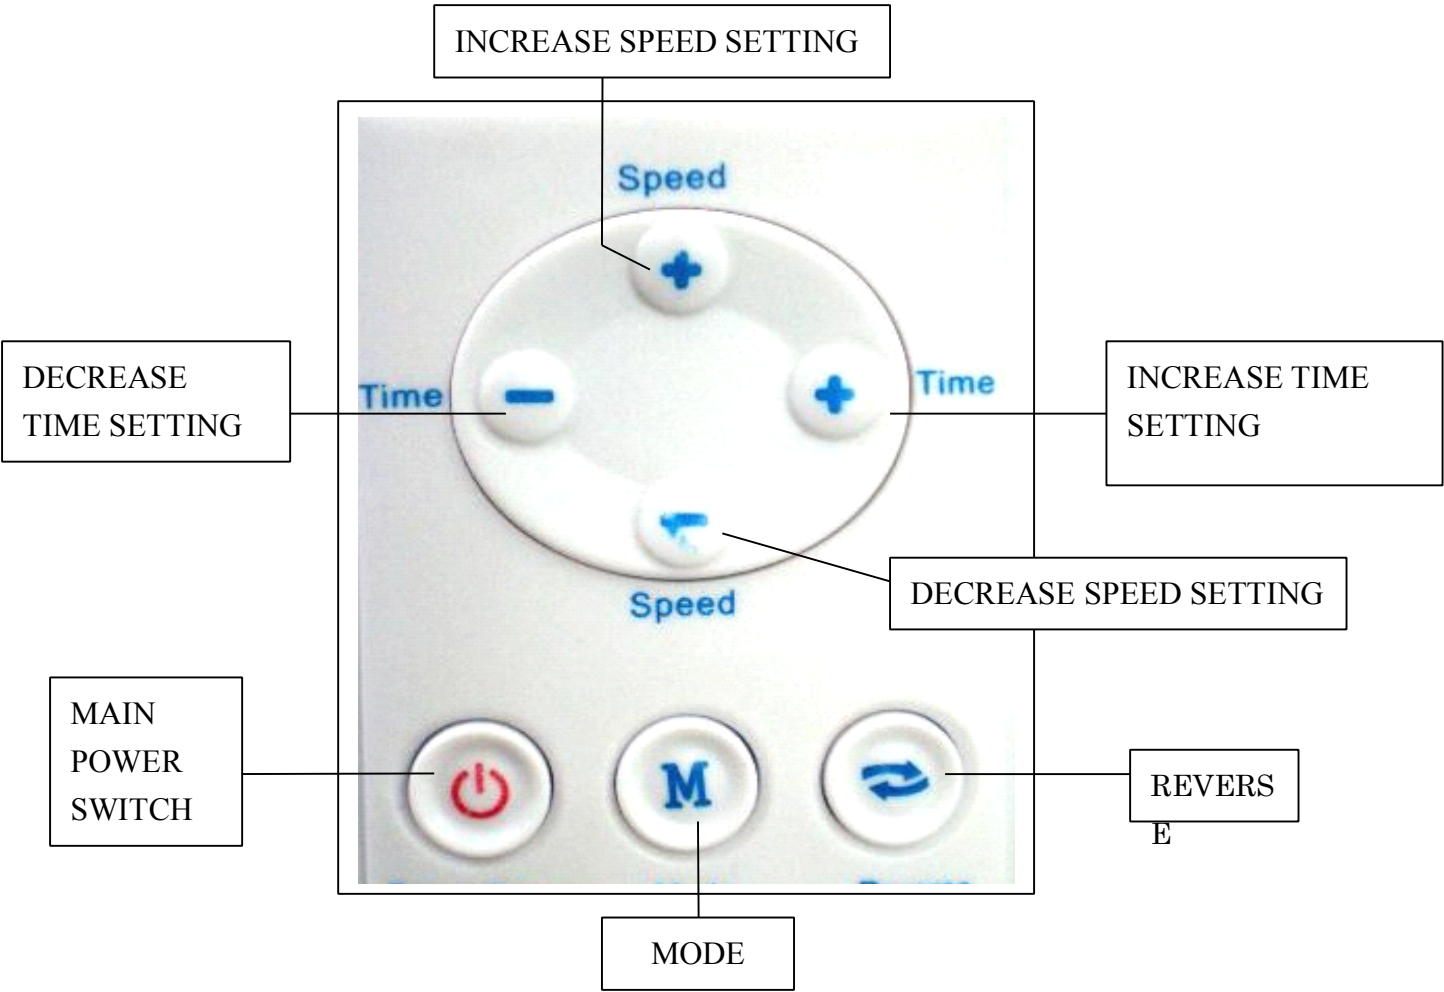 INCREASE SPEED SETTING
Speed
DECREASE
TIME SETTING
Time
Time
INCREASE TIME
SETTING
DECREASE SPEED SETTING
Speed
MAIN
POWER
SWITCH
M
REVERS
E
MODE